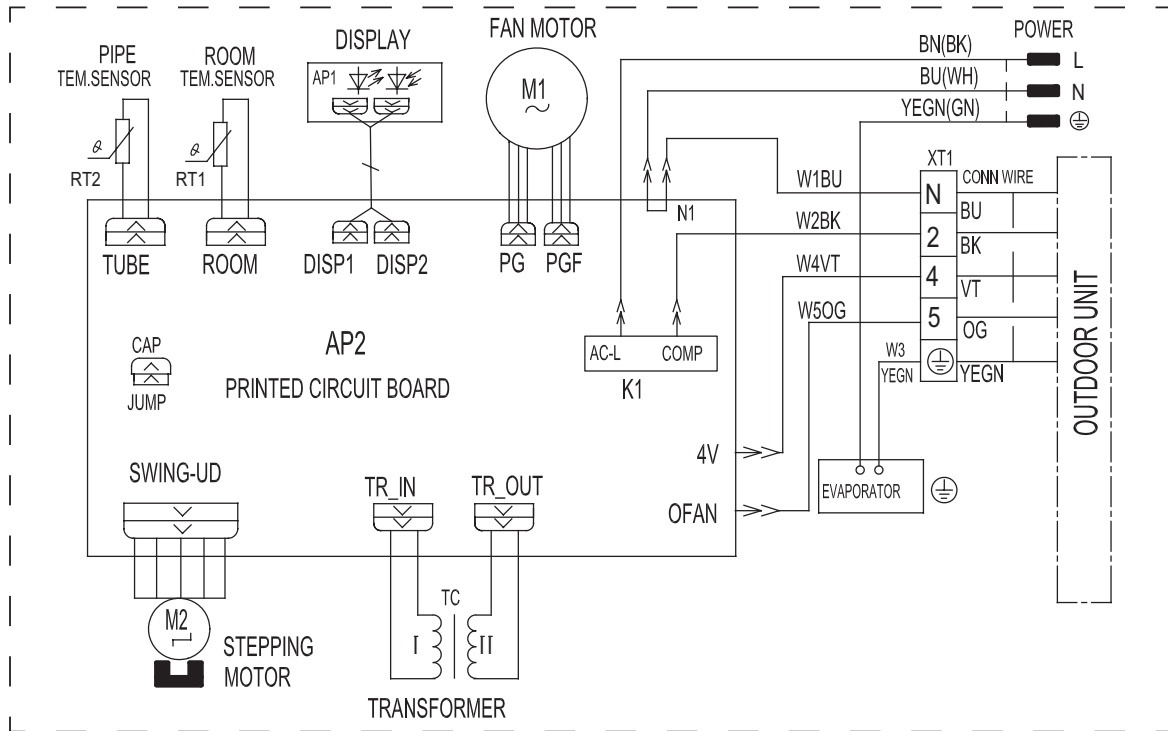 PIPE
TEM.SENSOR
ROOM
TEM.SENSOR
DISPLAY
AP1
FAN MOTOR
M1
POWER
BN(BK)
L
BU(WH)
N
YEGN(GN)
θ
RT2
θ
RT1
XT1
W1BU
N
CONN WIRE
BU
N1
W2BK
2
BK
TUBE
ROOM
DISP1
DISP2
PG
PGF
W4VT
4
VT
W5OG
5
OG
AP2
PRINTED CIRCUIT BOARD
CAP
JUMP
AC-L
COMP
K1
W3
YEGN
YEGN
OUTDOOR UNIT
4V
EVAPORATOR
OFAN
SWING-UD
TR_IN
TR_OUT
M2
STEPPING
MOTOR
TC
I
II
TRANSFORMER